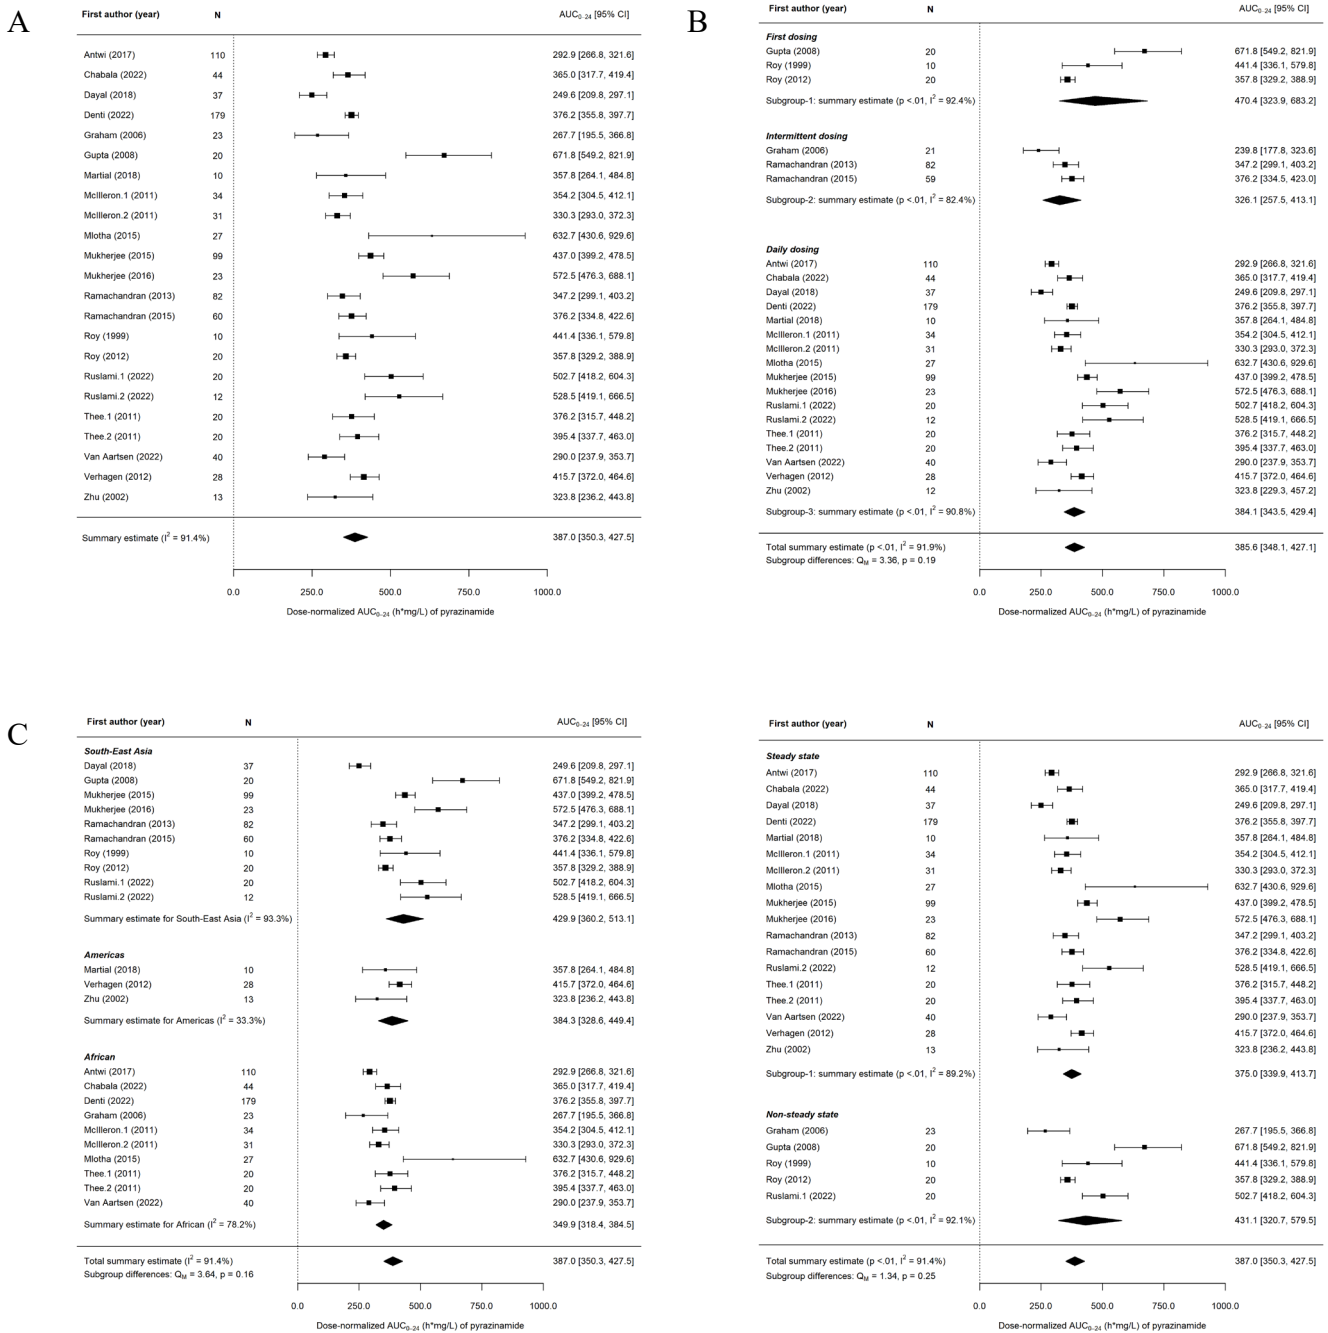 A
First author (year) N AUC0–24 [95% CI]
Antwi (2017) 110 292.9 [266.8, 321.6]
Chabala (2022) 44 365.0 [317.7, 419.4]
Dayal (2018) 37 249.6 [209.8, 297.1]
Denti (2022) 179 376.2 [355.8, 397.7]
Graham (2006) 23 267.7 [195.5, 366.8]
Gupta (2008) 20 671.8 [549.2, 821.9]
Martial (2018) 10 357.8 [264.1, 484.8]
McIlleron.1 (2011) 34 354.2 [304.5, 412.1]
McIlleron.2 (2011) 31 330.3 [293.0, 372.3]
Mlotha (2015) 27 632.7 [430.6, 929.6]
Mukherjee (2015) 99 437.0 [399.2, 478.5]
Mukherjee (2016) 23 572.5 [476.3, 688.1]
Ramachandran (2013) 82 347.2 [299.1, 403.2]
Ramachandran (2015) 60 376.2 [334.8, 422.6]
Roy (1999) 10 441.4 [336.1, 579.8]
Roy (2012) 20 357.8 [329.2, 388.9]
Ruslami.1 (2022) 20 502.7 [418.2, 604.3]
Ruslami.2 (2022) 12 528.5 [419.1, 666.5]
Thee.1 (2011) 20 376.2 [315.7, 448.2]
Thee.2 (2011) 20 395.4 [337.7, 463.0]
Van Aartsen (2022) 40 290.0 [237.9, 353.7]
Verhagen (2012) 28 415.7 [372.0, 464.6]
Zhu (2002) 13 323.8 [236.2, 443.8]
Summary estimate (I2 = 91.4%) 387.0 [350.3, 427.5]
0.0 250.0 500.0 750.0 1000.0
Dose-normalized AUC0–24 (h*mg/L) of pyrazinamide
B
First author (year) N AUC0–24 [95% CI]
First dosing
Gupta (2008) 20 671.8 [549.2, 821.9]
Roy (1999) 10 441.4 [336.1, 579.8]
Roy (2012) 20 357.8 [329.2, 388.9]
Subgroup-1: summary estimate (p <.01, I2 = 92.4%) 470.4 [323.9, 683.2]
Intermittent dosing
Graham (2006) 21 239.8 [177.8, 323.6]
Ramachandran (2013) 82 347.2 [299.1, 403.2]
Ramachandran (2015) 59 376.2 [334.5, 423.0]
Subgroup-2: summary estimate (p <.01, I2 = 82.4%) 326.1 [257.5, 413.1]
Daily dosing
Antwi (2017) 110 292.9 [266.8, 321.6]
Chabala (2022) 44 365.0 [317.7, 419.4]
Dayal (2018) 37 249.6 [209.8, 297.1]
Denti (2022) 179 376.2 [355.8, 397.7]
Martial (2018) 10 357.8 [264.1, 484.8]
McIlleron.1 (2011) 34 354.2 [304.5, 412.1]
McIlleron.2 (2011) 31 330.3 [293.0, 372.3]
Mlotha (2015) 27 632.7 [430.6, 929.6]
Mukherjee (2015) 99 437.0 [399.2, 478.5]
Mukherjee (2016) 23 572.5 [476.3, 688.1]
Ruslami.1 (2022) 20 502.7 [418.2, 604.3]
Ruslami.2 (2022) 12 528.5 [419.1, 666.5]
Thee.1 (2011) 20 376.2 [315.7, 448.2]
Thee.2 (2011) 20 395.4 [337.7, 463.0]
Van Aartsen (2022) 40 290.0 [237.9, 353.7]
Verhagen (2012) 28 415.7 [372.0, 464.6]
Zhu (2002) 12 323.8 [229.3, 457.2]
Subgroup-3: summary estimate (p <.01, I2 = 90.8%) 384.1 [343.5, 429.4]
Total summary estimate (p <.01, I2 = 91.9%) 385.6 [348.1, 427.1]
Subgroup differences: QM = 3.36, p = 0.19
0.0 250.0 500.0 750.0 1000.0
Dose-normalized AUC0–24 (h*mg/L) of pyrazinamide
C
First author (year) N AUC0–24 [95% CI]
South-East Asia
Dayal (2018) 37 249.6 [209.8, 297.1]
Gupta (2008) 20 671.8 [549.2, 821.9]
Mukherjee (2015) 99 437.0 [399.2, 478.5]
Mukherjee (2016) 23 572.5 [476.3, 688.1]
Ramachandran (2013) 82 347.2 [299.1, 403.2]
Ramachandran (2015) 60 376.2 [334.8, 422.6]
Roy (1999) 10 441.4 [336.1, 579.8]
Roy (2012) 20 357.8 [329.2, 388.9]
Ruslami.1 (2022) 20 502.7 [418.2, 604.3]
Ruslami.2 (2022) 12 528.5 [419.1, 666.5]
Summary estimate for South-East Asia (I2 = 93.3%) 429.9 [360.2, 513.1]
Americas
Martial (2018) 10 357.8 [264.1, 484.8]
Verhagen (2012) 28 415.7 [372.0, 464.6]
Zhu (2002) 13 323.8 [236.2, 443.8]
Summary estimate for Americas (I2 = 33.3%) 384.3 [328.6, 449.4]
African
Antwi (2017) 110 292.9 [266.8, 321.6]
Chabala (2022) 44 365.0 [317.7, 419.4]
Denti (2022) 179 376.2 [355.8, 397.7]
Graham (2006) 23 267.7 [195.5, 366.8]
McIlleron.1 (2011) 34 354.2 [304.5, 412.1]
McIlleron.2 (2011) 31 330.3 [293.0, 372.3]
Mlotha (2015) 27 632.7 [430.6, 929.6]
Thee.1 (2011) 20 376.2 [315.7, 448.2]
Thee.2 (2011) 20 395.4 [337.7, 463.0]
Van Aartsen (2022) 40 290.0 [237.9, 353.7]
Summary estimate for African (I2 = 78.2%) 349.9 [318.4, 384.5]
Total summary estimate (I2 = 91.4%) 387.0 [350.3, 427.5]
Subgroup differences: QM = 3.64, p = 0.16
0.0 250.0 500.0 750.0 1000.0
Dose-normalized AUC0–24 (h*mg/L) of pyrazinamide
First author (year) N AUC0–24 [95% CI]
Steady state
Antwi (2017) 110 292.9 [266.8, 321.6]
Chabala (2022) 44 365.0 [317.7, 419.4]
Dayal (2018) 37 249.6 [209.8, 297.1]
Denti (2022) 179 376.2 [355.8, 397.7]
Martial (2018) 10 357.8 [264.1, 484.8]
McIlleron.1 (2011) 34 354.2 [304.5, 412.1]
McIlleron.2 (2011) 31 330.3 [293.0, 372.3]
Mlotha (2015) 27 632.7 [430.6, 929.6]
Mukherjee (2015) 99 437.0 [399.2, 478.5]
Mukherjee (2016) 23 572.5 [476.3, 688.1]
Ramachandran (2013) 82 347.2 [299.1, 403.2]
Ramachandran (2015) 60 376.2 [334.8, 422.6]
Ruslami.2 (2022) 12 528.5 [419.1, 666.5]
Thee.1 (2011) 20 376.2 [315.7, 448.2]
Thee.2 (2011) 20 395.4 [337.7, 463.0]
Van Aartsen (2022) 40 290.0 [237.9, 353.7]
Verhagen (2012) 28 415.7 [372.0, 464.6]
Zhu (2002) 13 323.8 [236.2, 443.8]
Subgroup-1: summary estimate (p <.01, I2 = 89.2%) 375.0 [339.9, 413.7]
Non-steady state
Graham (2006) 23 267.7 [195.5, 366.8]
Gupta (2008) 20 671.8 [549.2, 821.9]
Roy (1999) 10 441.4 [336.1, 579.8]
Roy (2012) 20 357.8 [329.2, 388.9]
Ruslami.1 (2022) 20 502.7 [418.2, 604.3]
Subgroup-2: summary estimate (p <.01, I2 = 92.1%) 431.1 [320.7, 579.5]
Total summary estimate (p <.01, I2 = 91.4%) 387.0 [350.3, 427.5]
Subgroup differences: QM = 1.34, p = 0.25
0.0 250.0 500.0 750.0 1000.0
Dose-normalized AUC0–24 (h*mg/L) of pyrazinamide